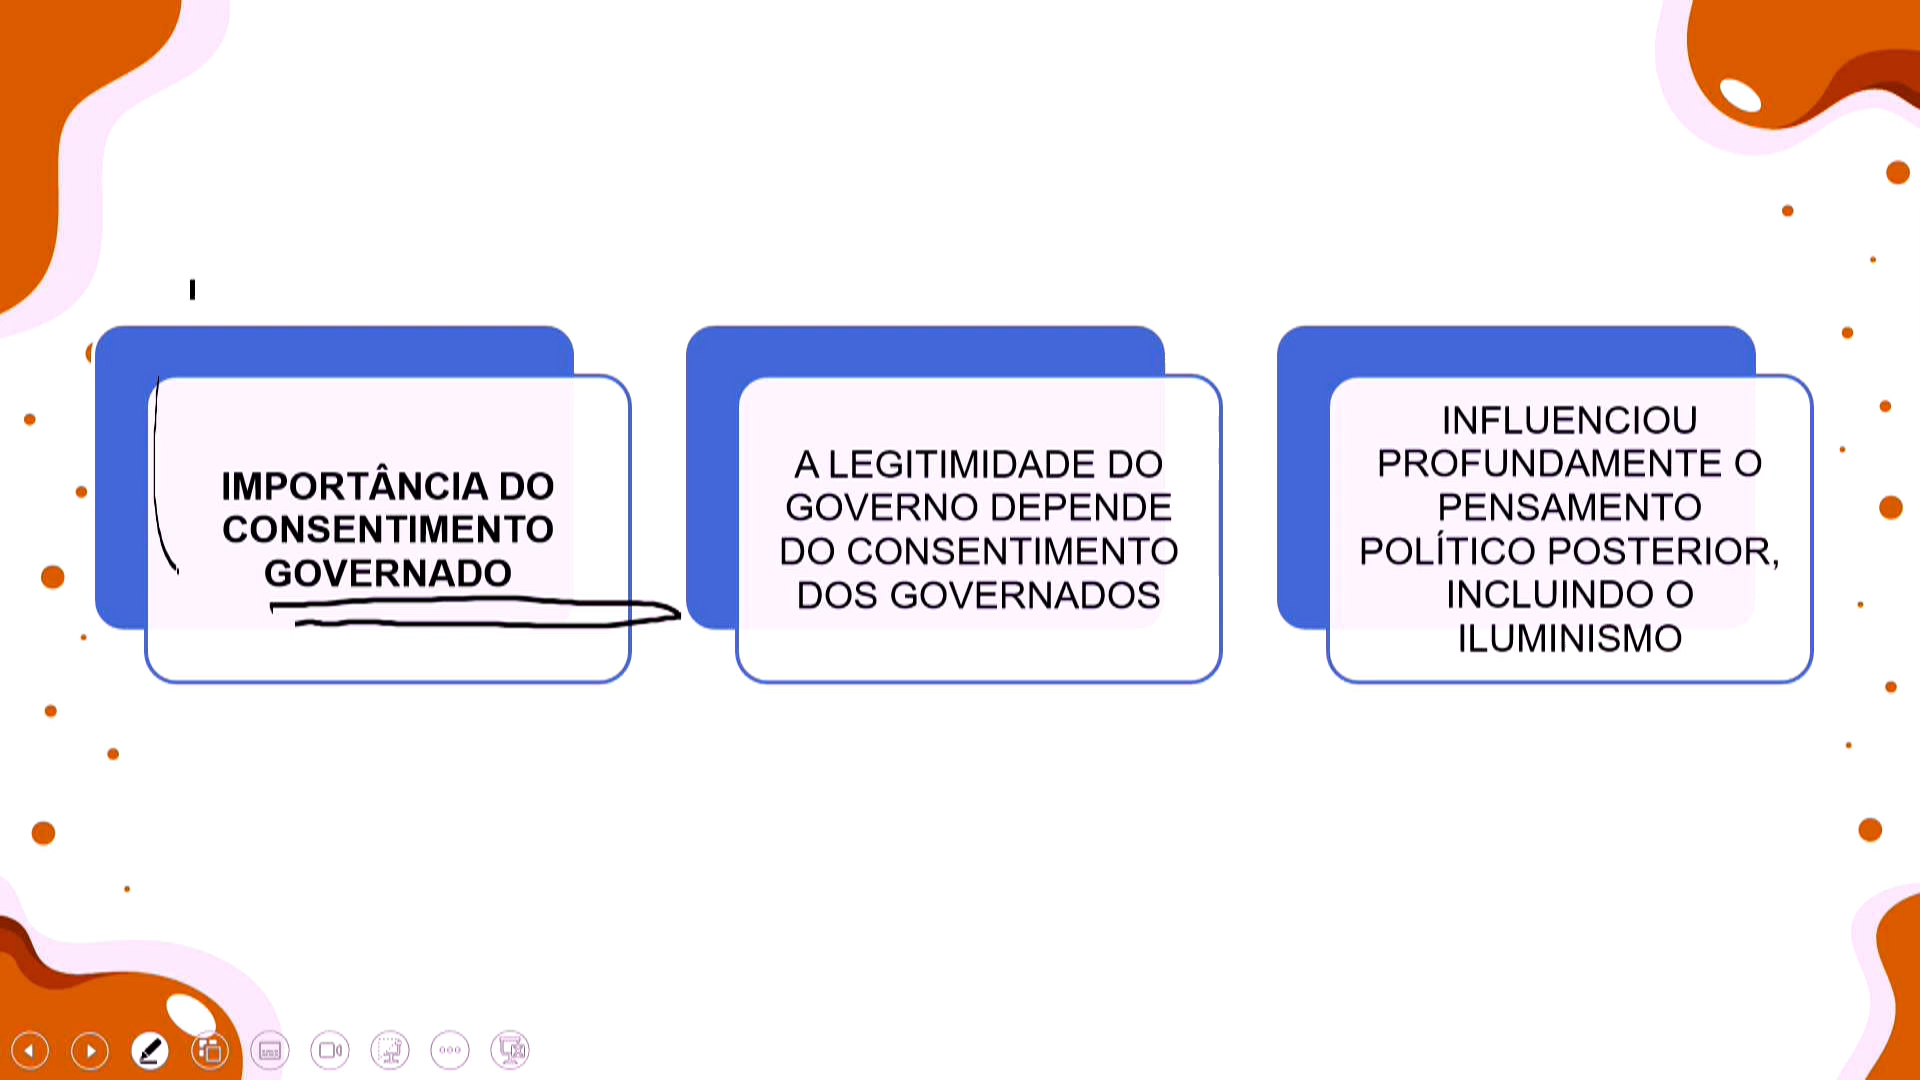 IMPORTÂNCIA DO
CONSENTIMENTO
GOVERNADO
A LEGITIMIDADE DO
GOVERNO DEPENDE
DO CONSENTIMENTO
DOS GOVERNADOS
INFLUENCIOU
PROFUNDAMENTE O
PENSAMENTO
POLÍTICO POSTERIOR,
INCLUINDO O
ILUMINISMO